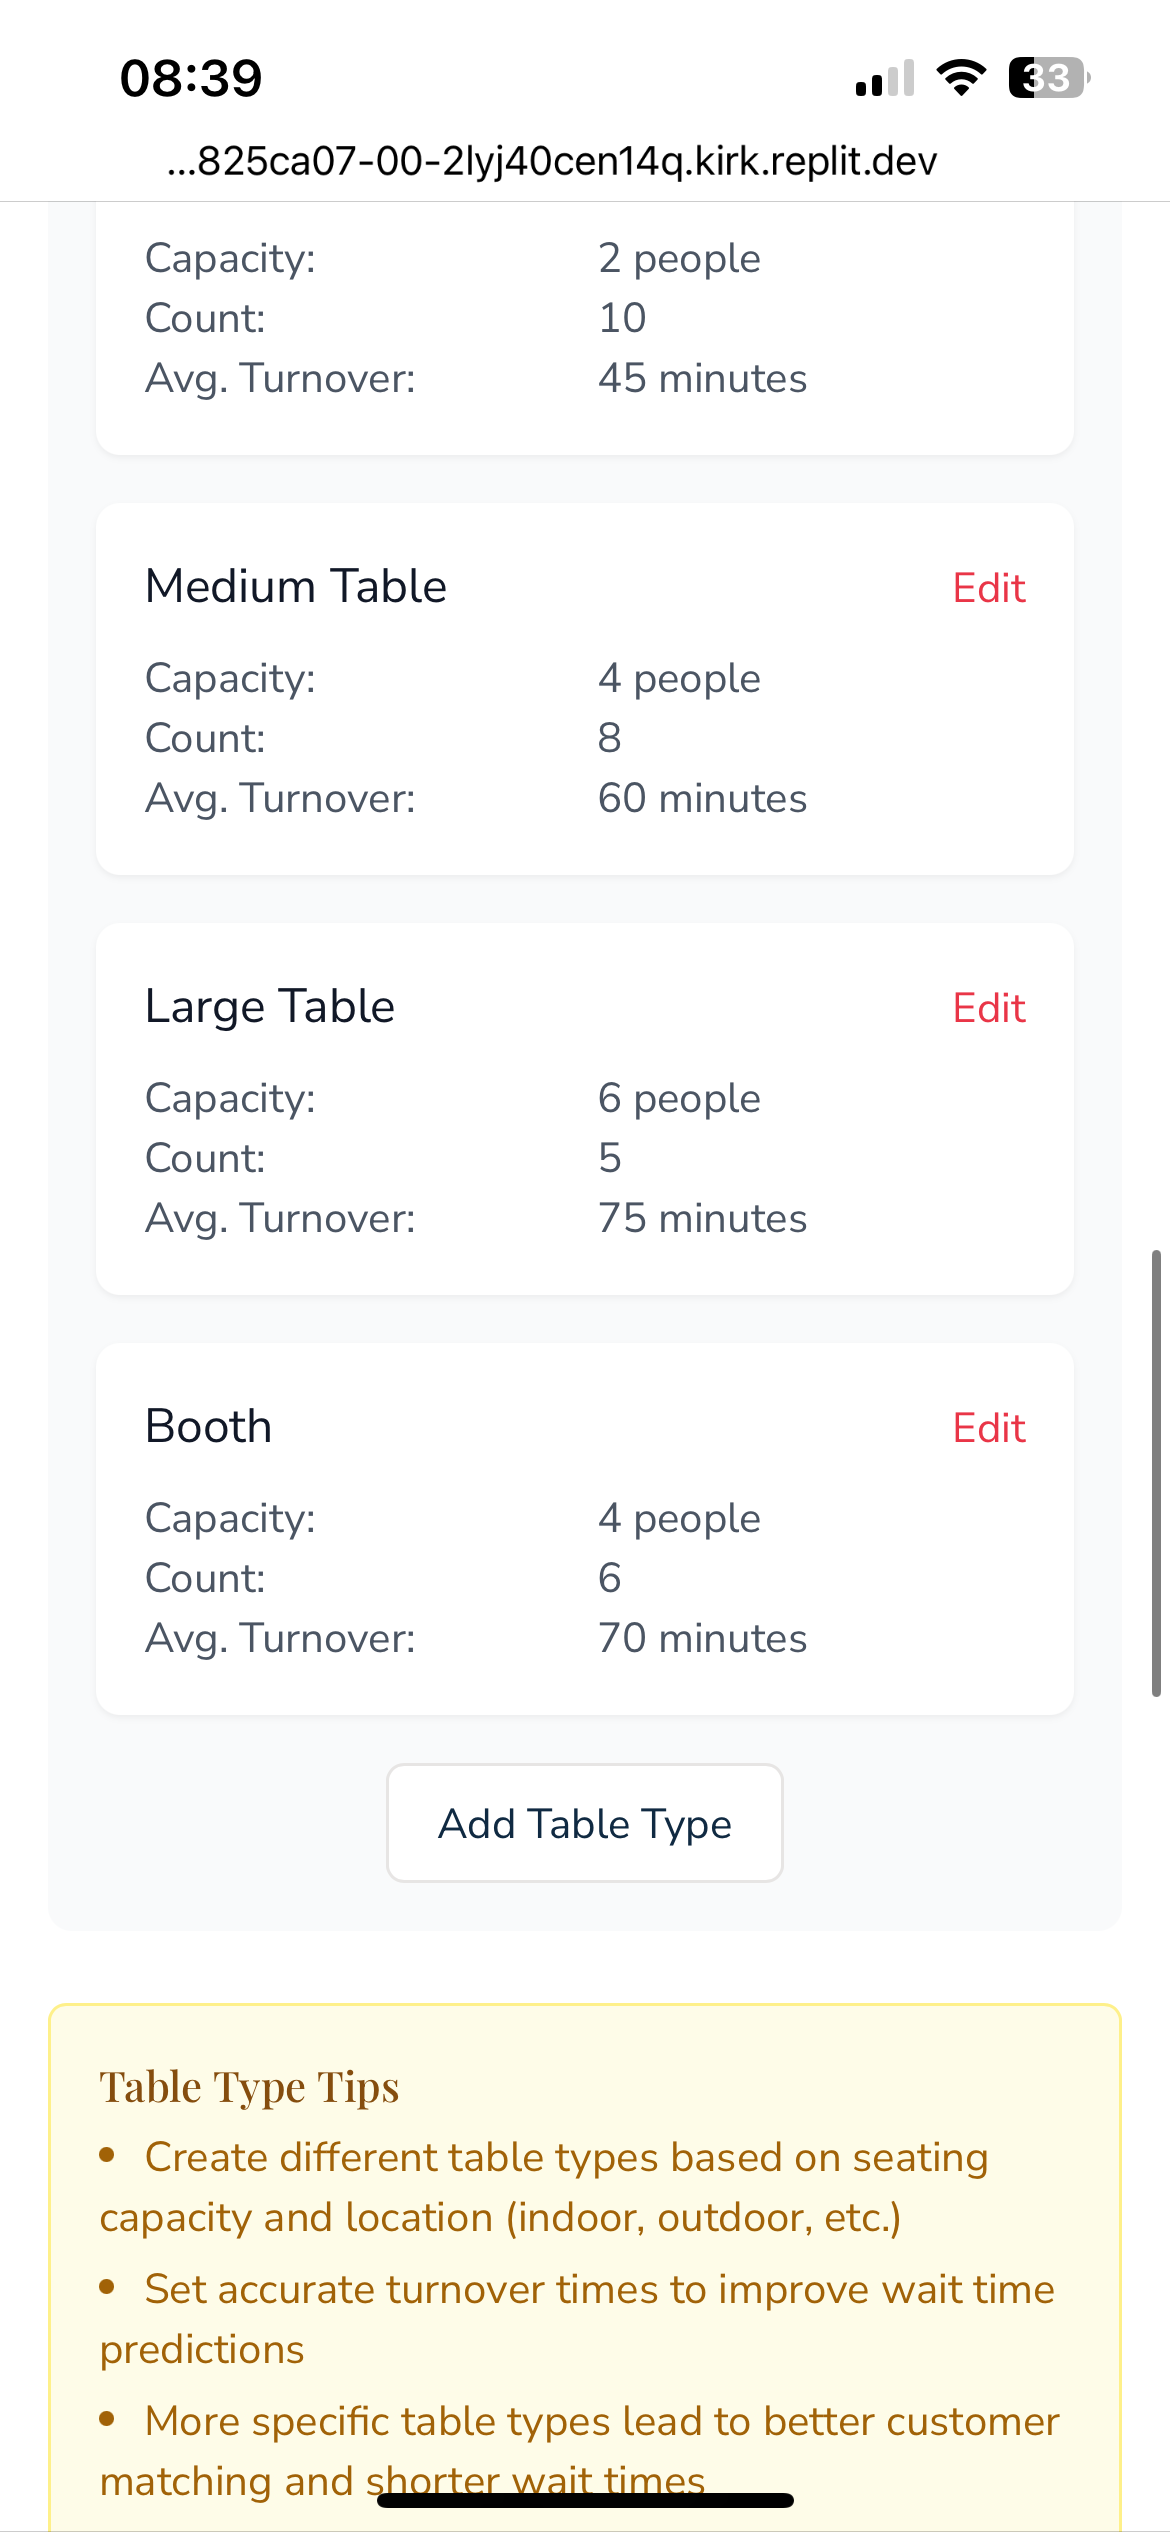 08:39
33
...825ca07-00-2lyj40cen14q.kirk.replit.dev
Capacity: 2 people
Count: 10
Avg. Turnover: 45 minutes
Medium Table Edit
Capacity: 4 people
Count: 8
Avg. Turnover: 60 minutes
Large Table Edit
Capacity: 6 people
Count: 5
Avg. Turnover: 75 minutes
Booth Edit
Capacity: 4 people
Count: 6
Avg. Turnover: 70 minutes
Add Table Type
Table Type Tips
• Create different table types based on seating
capacity and location (indoor, outdoor, etc.)
• Set accurate turnover times to improve wait time
predictions
• More specific table types lead to better customer
matching and shorter wait times